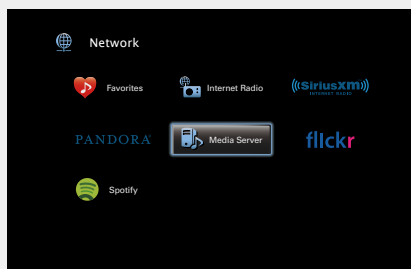 Network
Favorites
Internet Radio
((SiriusXM))
INTERNET RADIO
PANDORA
Media Server
flickr
Spotify